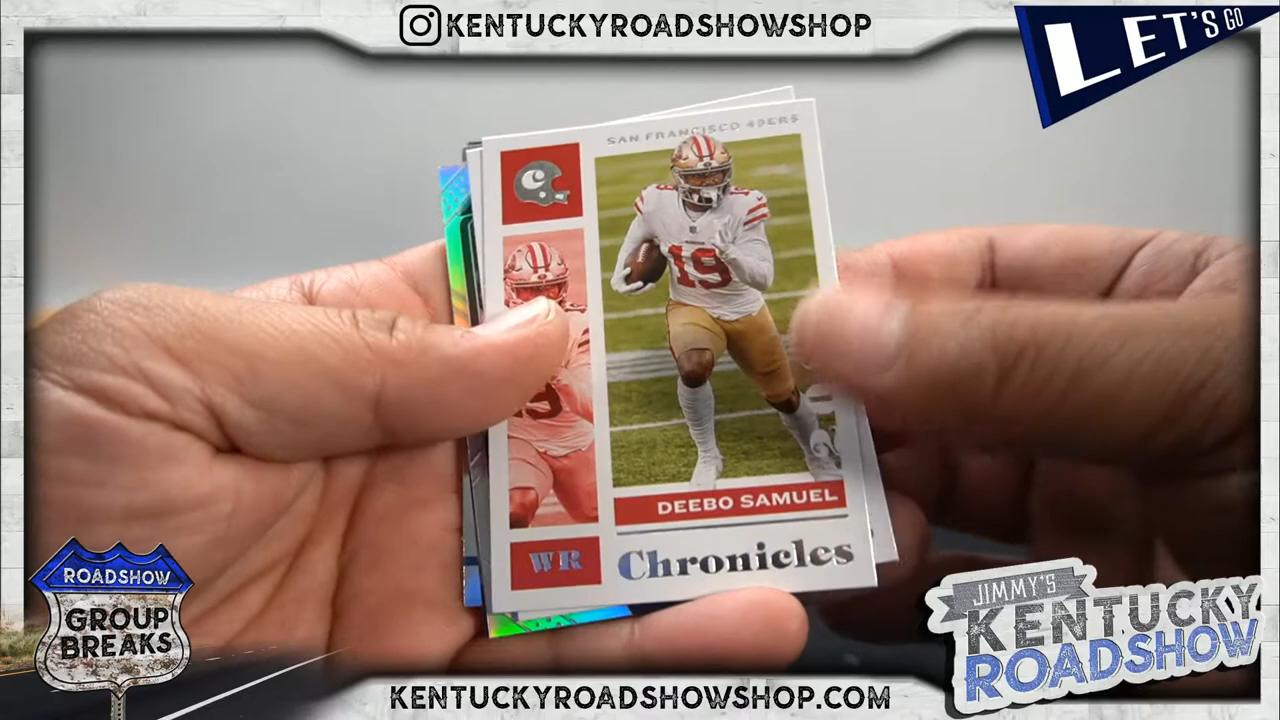 KENTUCKYROADSHOWSHOP
LET'S GO
SAN FRANCISCO 49ERS
19
DEEBO SAMUEL
WR
Chronicles
ROADSHOW
GROUP
BREAKS
JIMMY'S
KENTUCKY
ROADSHOW
KENTUCKYROADSHOWSHOP.COM